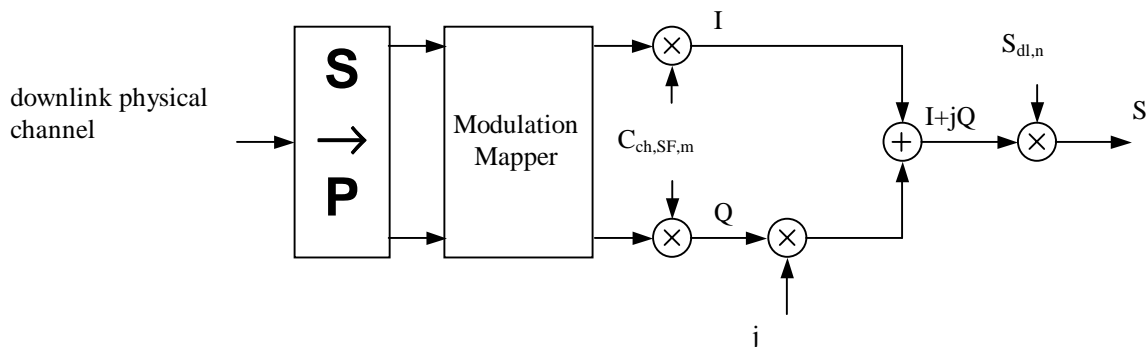 downlink physical
channel
S
→
P
Modulation
Mapper
I
C_ch,SF,m
Q
j
I+jQ
S_dl,n
S